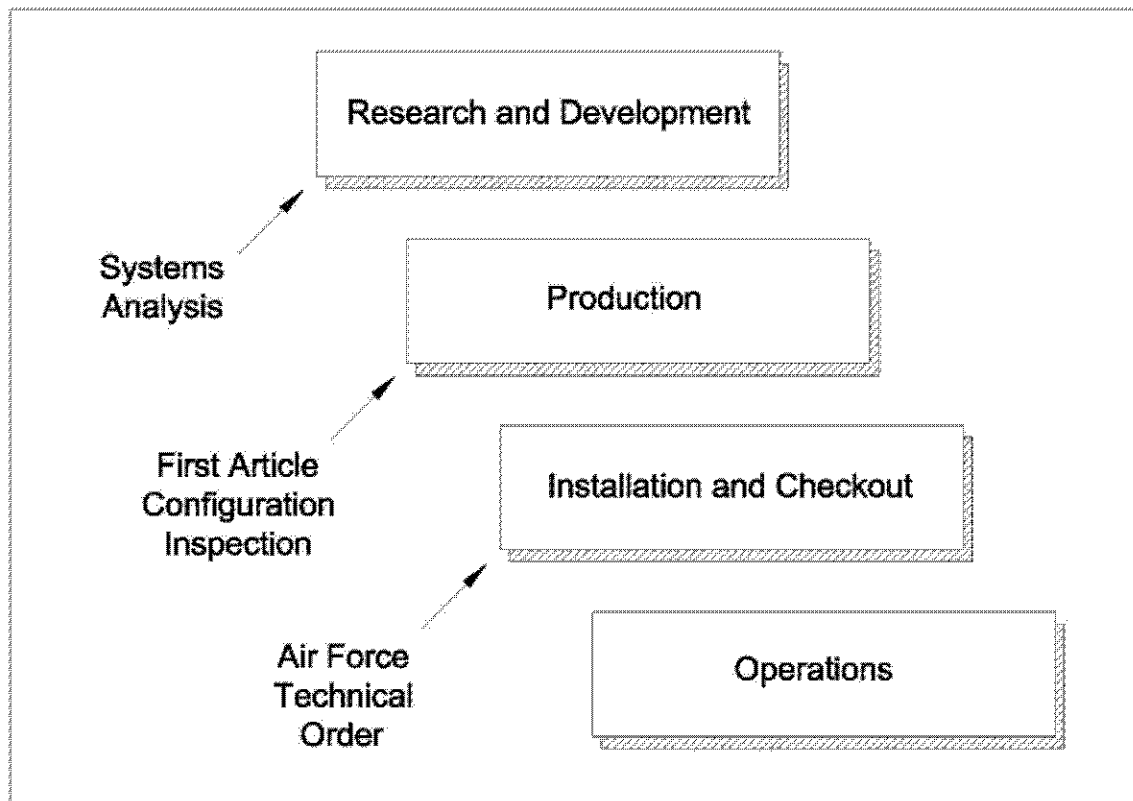 Research and Development
Systems
Analysis
Production
First Article
Configuration
Inspection
Installation and Checkout
Air Force
Technical
Order
Operations